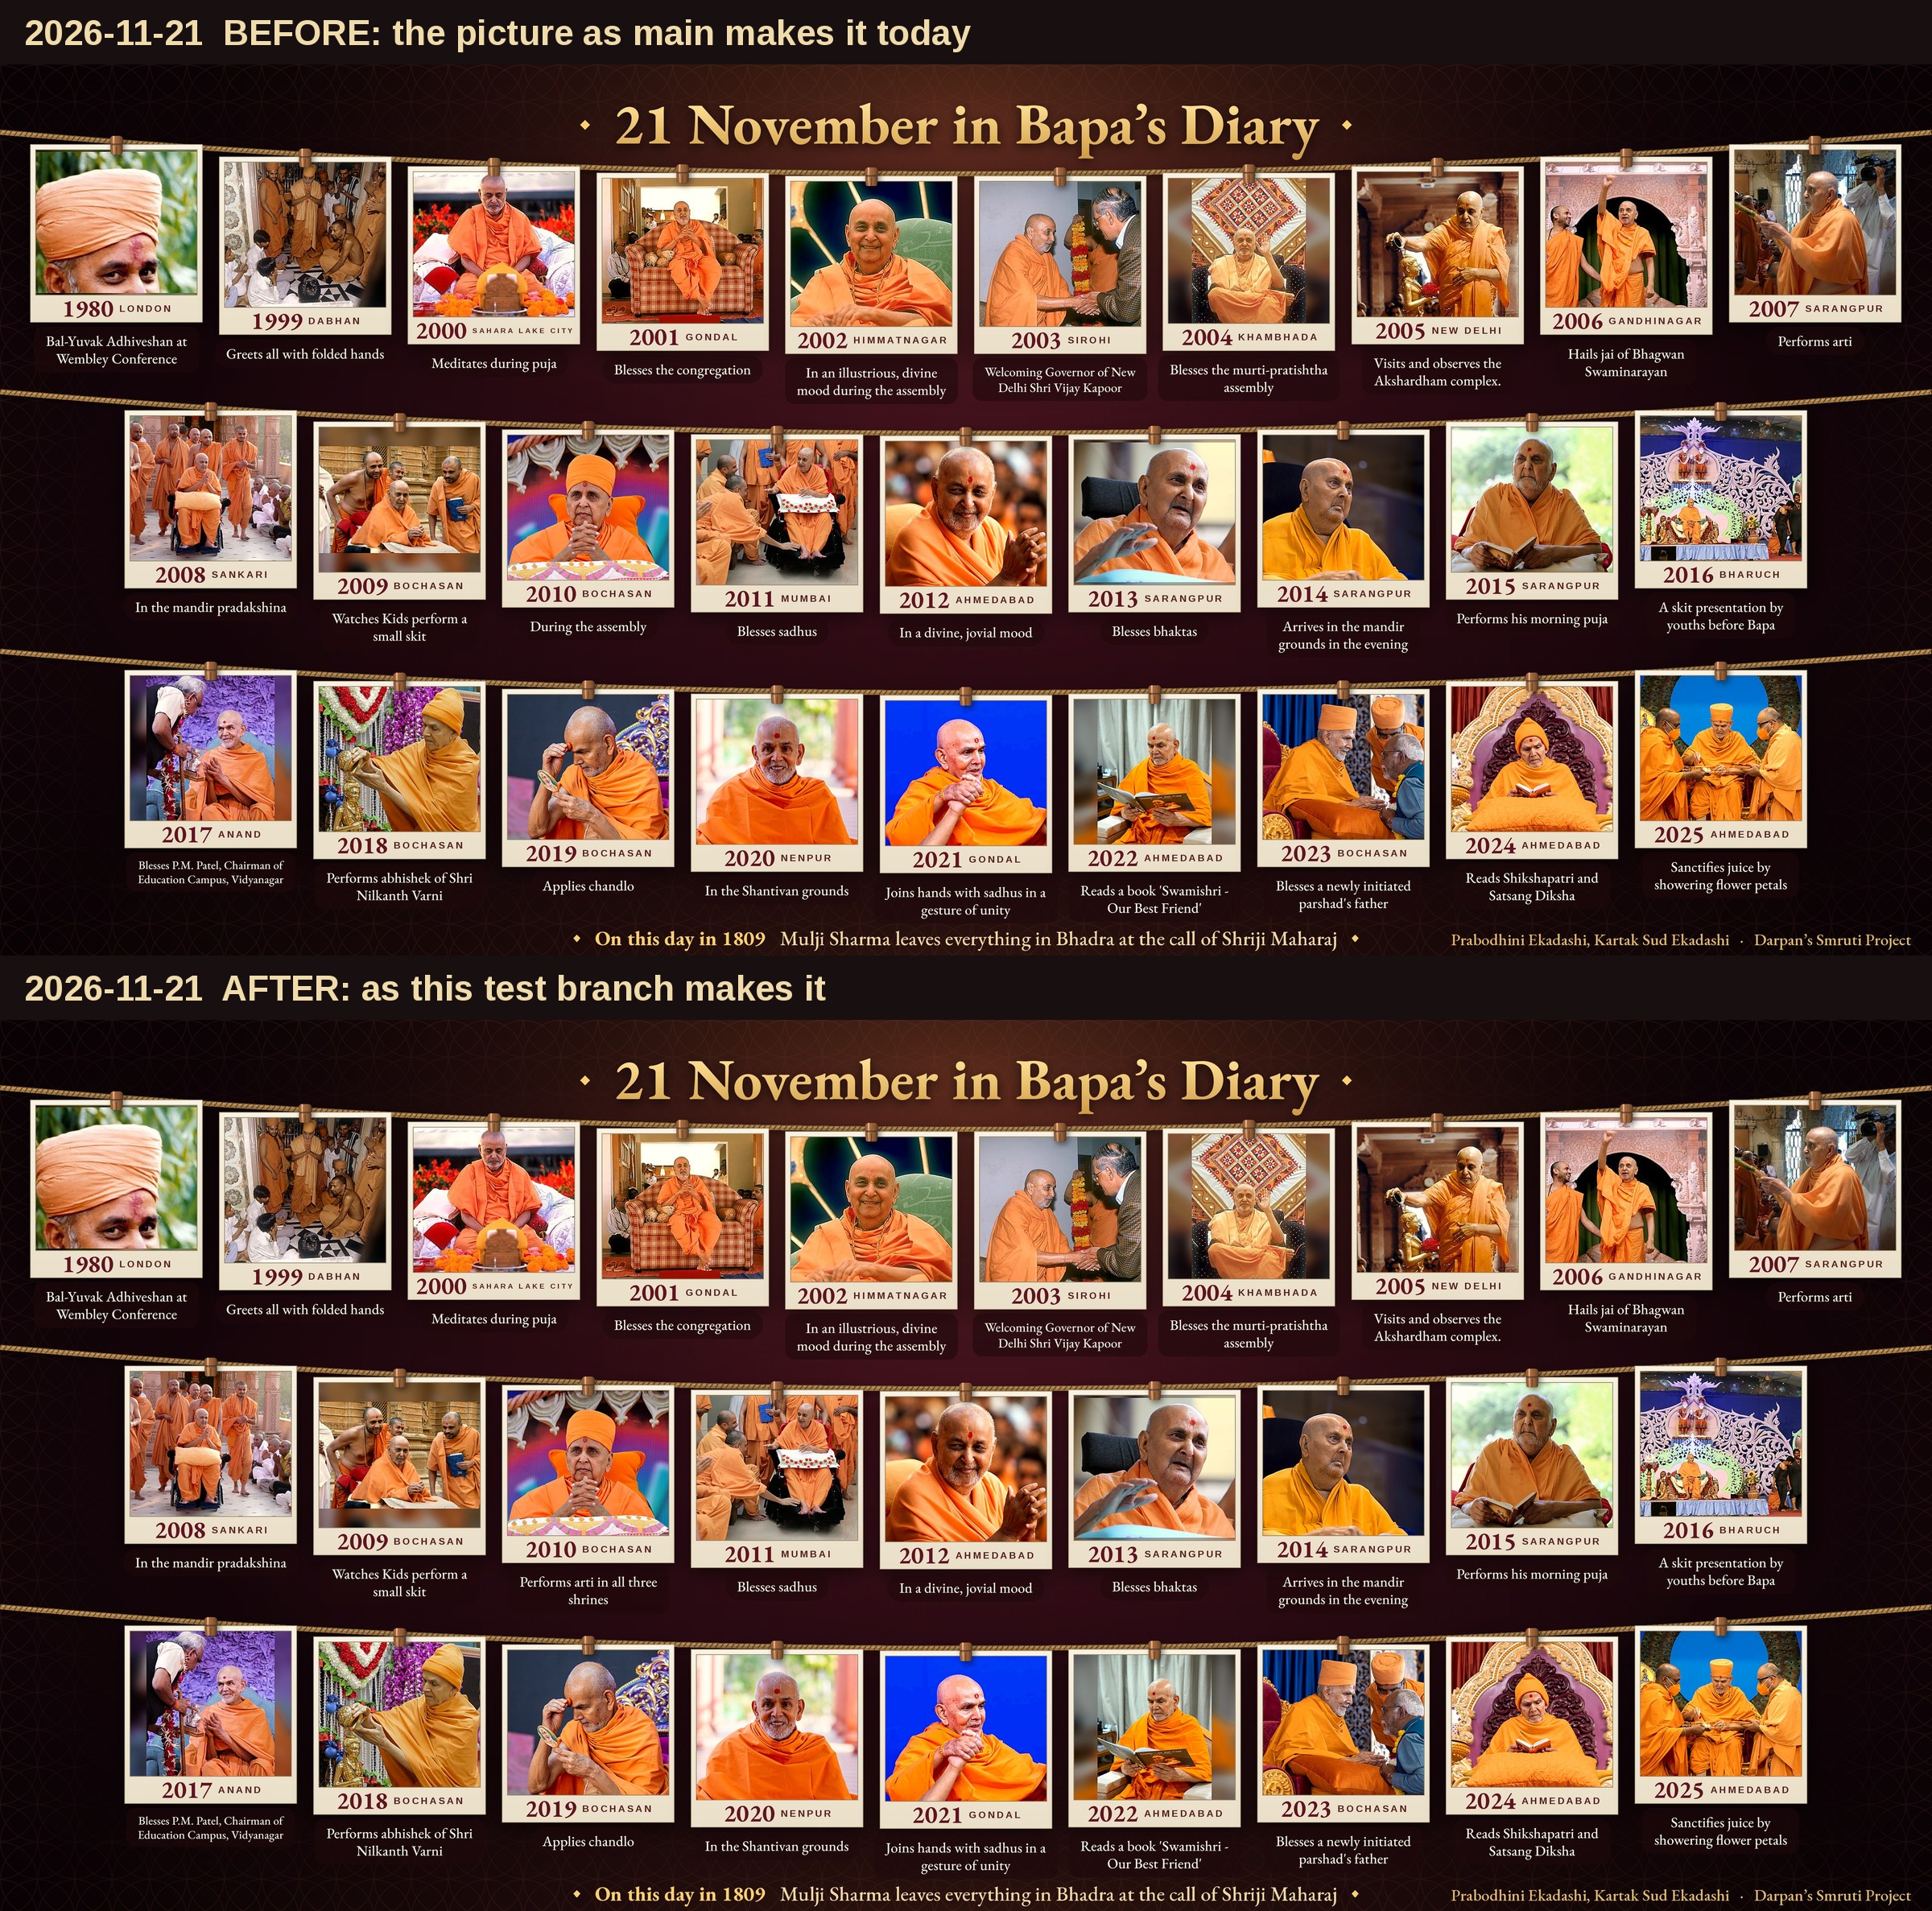 2026-11-21 BEFORE: the picture as main makes it today
21 November in Bapa’s Diary
1980 LONDON
Bal-Yuvak Adhiveshan at
Wembley Conference
1999 DABHAN
Greets all with folded hands
2000 SAHARA LAKE CITY
Meditates during puja
2001 GONDAL
Blesses the congregation
2002 HIMMATNAGAR
In an illustrious, divine
mood during the assembly
2003 SIROHI
Welcoming Governor of New
Delhi Shri Vijay Kapoor
2004 KHAMBHADA
Blesses the murti-pratishtha
assembly
2005 NEW DELHI
Visits and observes the
Akshardham complex.
2006 GANDHINAGAR
Hails jai of Bhagwan
Swaminarayan
2007 SARANGPUR
Performs arti
2008 SANKARI
In the mandir pradakshina
2009 BOCHASAN
Watches Kids perform a
small skit
2010 BOCHASAN
During the assembly
2011 MUMBAI
Blesses sadhus
2012 AHMEDABAD
In a divine, jovial mood
2013 SARANGPUR
Blesses bhaktas
2014 SARANGPUR
Arrives in the mandir
grounds in the evening
2015 SARANGPUR
Performs his morning puja
2016 BHARUCH
A skit presentation by
youths before Bapa
2017 ANAND
Blesses P.M. Patel, Chairman of
Education Campus, Vidyanagar
2018 BOCHASAN
Performs abhishek of Shri
Nilkanth Varni
2019 BOCHASAN
Applies chandlo
2020 NENPUR
In the Shantivan grounds
2021 GONDAL
Joins hands with sadhus in a
gesture of unity
2022 AHMEDABAD
Reads a book 'Swamishri -
Our Best Friend'
2023 BOCHASAN
Blesses a newly initiated
parshad's father
2024 AHMEDABAD
Reads Shikshapatri and
Satsang Diksha
2025 AHMEDABAD
Sanctifies juice by
showering flower petals
On this day in 1809 Mulji Sharma leaves everything in Bhadra at the call of Shriji Maharaj
Prabodhini Ekadashi, Kartak Sud Ekadashi · Darpan’s Smruti Project
2026-11-21 AFTER: as this test branch makes it
21 November in Bapa’s Diary
1980 LONDON
Bal-Yuvak Adhiveshan at
Wembley Conference
1999 DABHAN
Greets all with folded hands
2000 SAHARA LAKE CITY
Meditates during puja
2001 GONDAL
Blesses the congregation
2002 HIMMATNAGAR
In an illustrious, divine
mood during the assembly
2003 SIROHI
Welcoming Governor of New
Delhi Shri Vijay Kapoor
2004 KHAMBHADA
Blesses the murti-pratishtha
assembly
2005 NEW DELHI
Visits and observes the
Akshardham complex.
2006 GANDHINAGAR
Hails jai of Bhagwan
Swaminarayan
2007 SARANGPUR
Performs arti
2008 SANKARI
In the mandir pradakshina
2009 BOCHASAN
Watches Kids perform a
small skit
2010 BOCHASAN
Performs arti in all three
shrines
2011 MUMBAI
Blesses sadhus
2012 AHMEDABAD
In a divine, jovial mood
2013 SARANGPUR
Blesses bhaktas
2014 SARANGPUR
Arrives in the mandir
grounds in the evening
2015 SARANGPUR
Performs his morning puja
2016 BHARUCH
A skit presentation by
youths before Bapa
2017 ANAND
Blesses P.M. Patel, Chairman of
Education Campus, Vidyanagar
2018 BOCHASAN
Performs abhishek of Shri
Nilkanth Varni
2019 BOCHASAN
Applies chandlo
2020 NENPUR
In the Shantivan grounds
2021 GONDAL
Joins hands with sadhus in a
gesture of unity
2022 AHMEDABAD
Reads a book 'Swamishri -
Our Best Friend'
2023 BOCHASAN
Blesses a newly initiated
parshad's father
2024 AHMEDABAD
Reads Shikshapatri and
Satsang Diksha
2025 AHMEDABAD
Sanctifies juice by
showering flower petals
On this day in 1809 Mulji Sharma leaves everything in Bhadra at the call of Shriji Maharaj
Prabodhini Ekadashi, Kartak Sud Ekadashi · Darpan’s Smruti Project